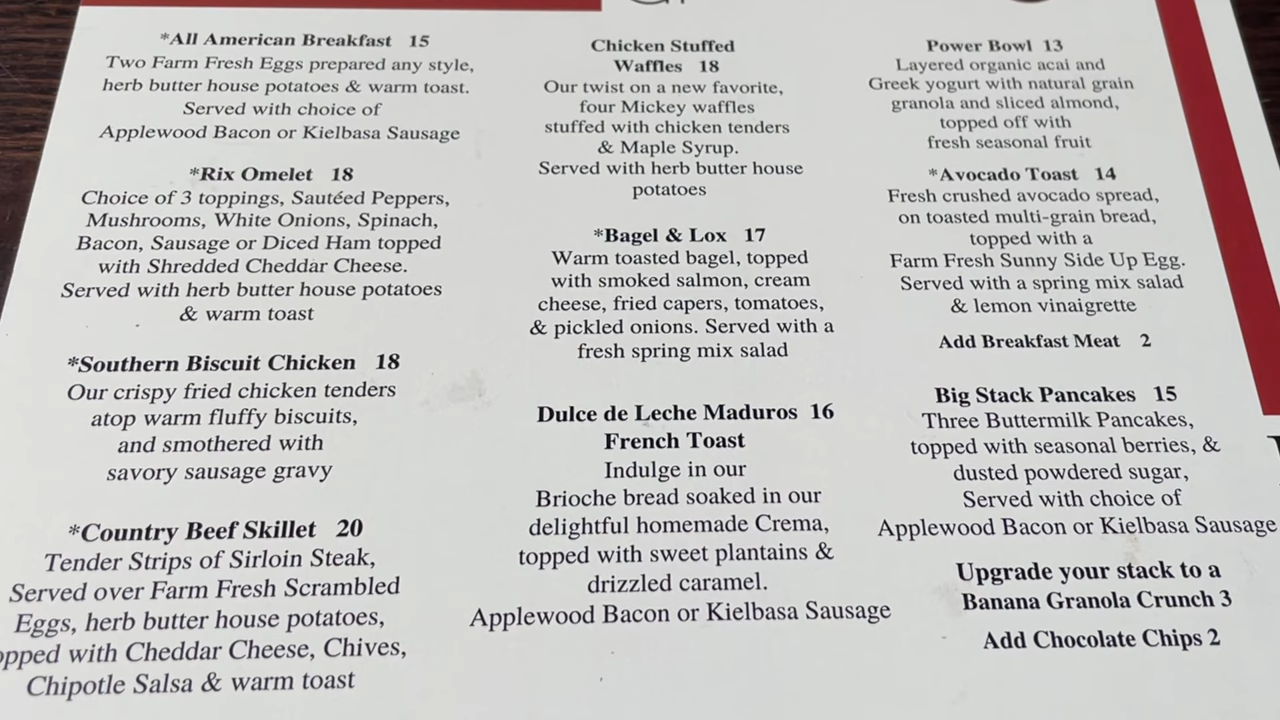 *All American Breakfast 15
Two Farm Fresh Eggs prepared any style,
herb butter house potatoes & warm toast.
Served with choice of
Applewood Bacon or Kielbasa Sausage
*Rix Omelet 18
Choice of 3 toppings, Sautéed Peppers,
Mushrooms, White Onions, Spinach,
Bacon, Sausage or Diced Ham topped
with Shredded Cheddar Cheese.
Served with herb butter house potatoes
& warm toast
*Southern Biscuit Chicken 18
Our crispy fried chicken tenders
atop warm fluffy biscuits,
and smothered with
savory sausage gravy
*Country Beef Skillet 20
Tender Strips of Sirloin Steak,
Served over Farm Fresh Scrambled
Eggs, herb butter house potatoes,
opped with Cheddar Cheese, Chives,
Chipotle Salsa & warm toast
Chicken Stuffed
Waffles 18
Our twist on a new favorite,
four Mickey waffles
stuffed with chicken tenders
& Maple Syrup.
Served with herb butter house
potatoes
*Bagel & Lox 17
Warm toasted bagel, topped
with smoked salmon, cream
cheese, fried capers, tomatoes,
& pickled onions. Served with a
fresh spring mix salad
Dulce de Leche Maduros 16
French Toast
Indulge in our
Brioche bread soaked in our
delightful homemade Crema,
topped with sweet plantains &
drizzled caramel.
Applewood Bacon or Kielbasa Sausage
Power Bowl 13
Layered organic acai and
Greek yogurt with natural grain
granola and sliced almond,
topped off with
fresh seasonal fruit
*Avocado Toast 14
Fresh crushed avocado spread,
on toasted multi-grain bread,
topped with a
Farm Fresh Sunny Side Up Egg.
Served with a spring mix salad
& lemon vinaigrette
Add Breakfast Meat 2
Big Stack Pancakes 15
Three Buttermilk Pancakes,
topped with seasonal berries, &
dusted powdered sugar,
Served with choice of
Applewood Bacon or Kielbasa Sausage
Upgrade your stack to a
Banana Granola Crunch 3
Add Chocolate Chips 2